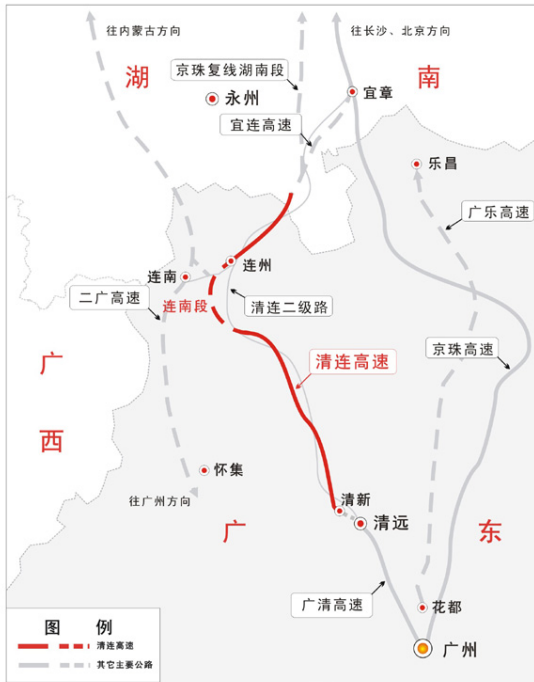 往内蒙古方向
往长沙、北京方向
湖
京珠复线湖南段
南
永州
宜章
宜连高速
乐昌
广乐高速
连州
连南
二广高速
连南段
清连二级路
京珠高速
广
清连高速
西
怀集
往广州方向
清新
清远
广
东
广清高速
花都
广州
图 例
清连高速
其它主要公路